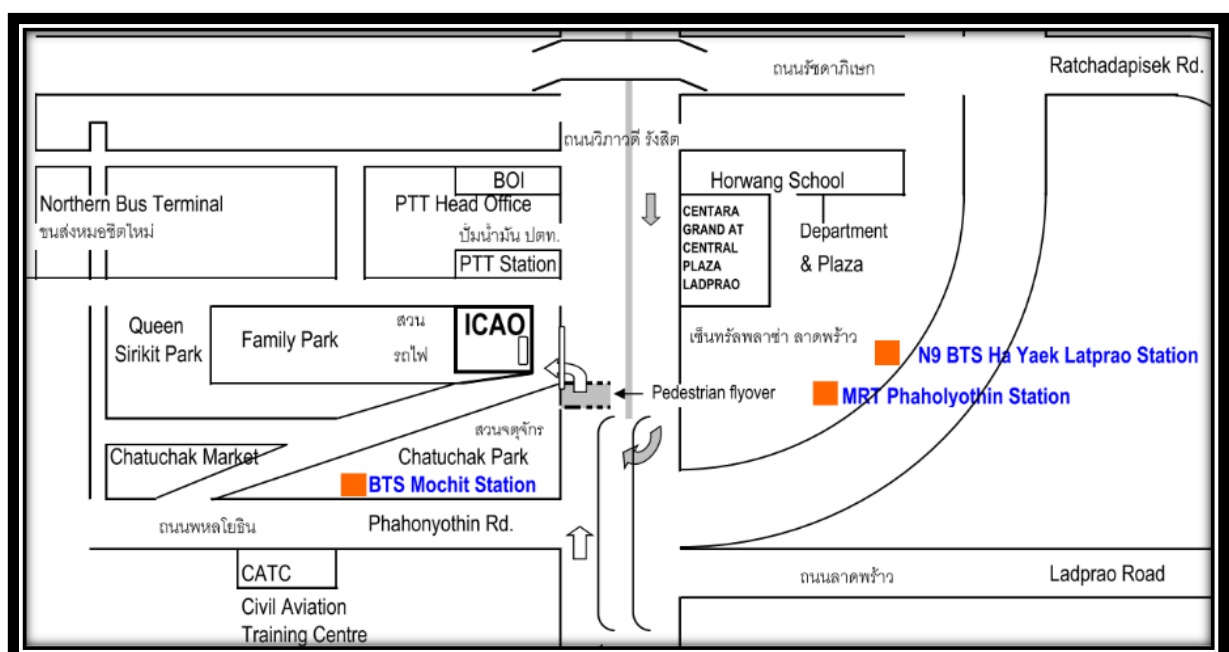 ถนนรัชดาภิเษก
Ratchadapisek Rd.
ถนนวิภาวดี รังสิต
BOI
Horwang School
Northern Bus Terminal
ขนส่งหมอชิตใหม่
PTT Head Office
ปั๊มน้ำมัน ปตท.
PTT Station
CENTARA
GRAND AT
CENTRAL
PLAZA
LADPRAO
Department
& Plaza
Queen
Sirikit Park
Family Park
สวน
รถไฟ
ICAO
เซ็นทรัลพลาซ่า ลาดพร้าว
N9 BTS Ha Yaek Latprao Station
Pedestrian flyover
MRT Phaholyothin Station
สวนจตุจักร
Chatuchak Market
Chatuchak Park
BTS Mochit Station
ถนนพหลโยธิน
Phahonyothin Rd.
CATC
Civil Aviation
Training Centre
ถนนลาดพร้าว
Ladprao Road